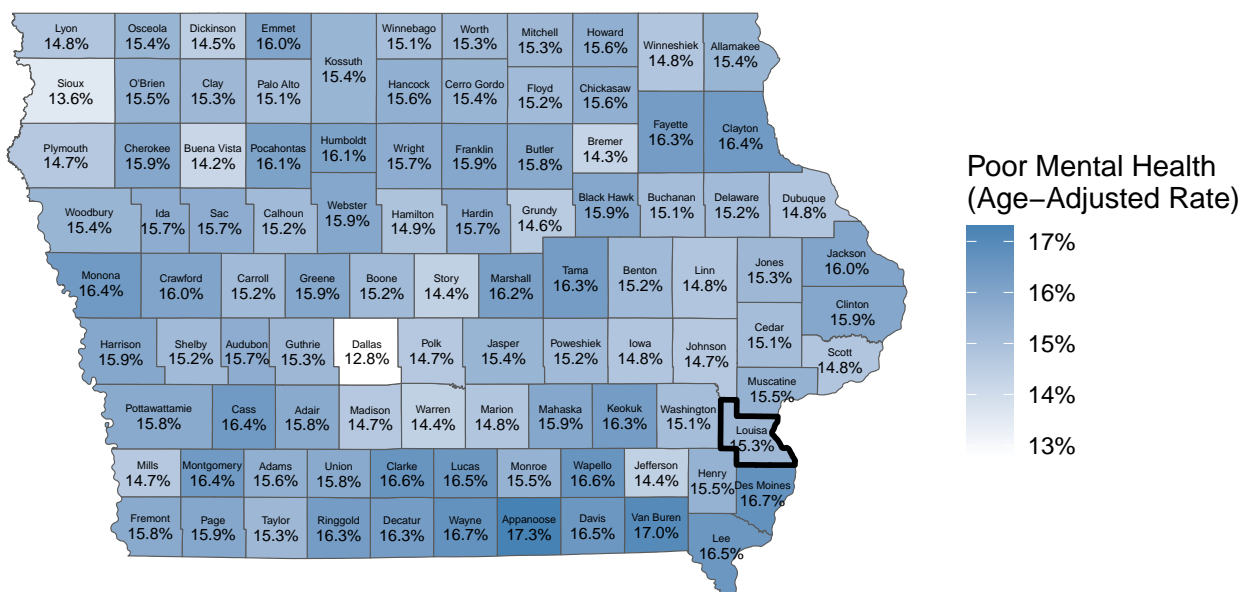 Lyon
14.8%
Osceola
15.4%
Dickinson
14.5%
Emmet
16.0%
Kossuth
15.4%
Winnebago
15.1%
Worth
15.3%
Mitchell
15.3%
Howard
15.6%
Winneshiek
14.8%
Allamakee
15.4%
Sioux
13.6%
O'Brien
15.5%
Clay
15.3%
Palo Alto
15.1%
Hancock
15.6%
Cerro Gordo
15.4%
Floyd
15.2%
Chickasaw
15.6%
Fayette
16.3%
Clayton
16.4%
Plymouth
14.7%
Cherokee
15.9%
Buena Vista
14.2%
Pocahontas
16.1%
Humboldt
16.1%
Wright
15.7%
Franklin
15.9%
Butler
15.8%
Bremer
14.3%
Woodbury
15.4%
Ida
15.7%
Sac
15.7%
Calhoun
15.2%
Webster
15.9%
Hamilton
14.9%
Hardin
15.7%
Grundy
14.6%
Black Hawk
15.9%
Buchanan
15.1%
Delaware
15.2%
Dubuque
14.8%
Monona
16.4%
Crawford
16.0%
Carroll
15.2%
Greene
15.9%
Boone
15.2%
Story
14.4%
Marshall
16.2%
Tama
16.3%
Benton
15.2%
Linn
14.8%
Jones
15.3%
Jackson
16.0%
Clinton
15.9%
Harrison
15.9%
Shelby
15.2%
Audubon
15.7%
Guthrie
15.3%
Dallas
12.8%
Polk
14.7%
Jasper
15.4%
Poweshiek
15.2%
Iowa
14.8%
Johnson
14.7%
Cedar
15.1%
Scott
14.8%
Muscatine
15.5%
Pottawattamie
15.8%
Cass
16.4%
Adair
15.8%
Madison
14.7%
Warren
14.4%
Marion
14.8%
Mahaska
15.9%
Keokuk
16.3%
Washington
15.1%
Louisa
15.3%
Mills
14.7%
Montgomery
16.4%
Adams
15.6%
Union
15.8%
Clarke
16.6%
Lucas
16.5%
Monroe
15.5%
Wapello
16.6%
Jefferson
14.4%
Henry
15.5%
Des Moines
16.7%
Fremont
15.8%
Page
15.9%
Taylor
15.3%
Ringgold
16.3%
Decatur
16.3%
Wayne
16.7%
Appanoose
17.3%
Davis
16.5%
Van Buren
17.0%
Lee
16.5%
Poor Mental Health
(Age−Adjusted Rate)
17%
16%
15%
14%
13%